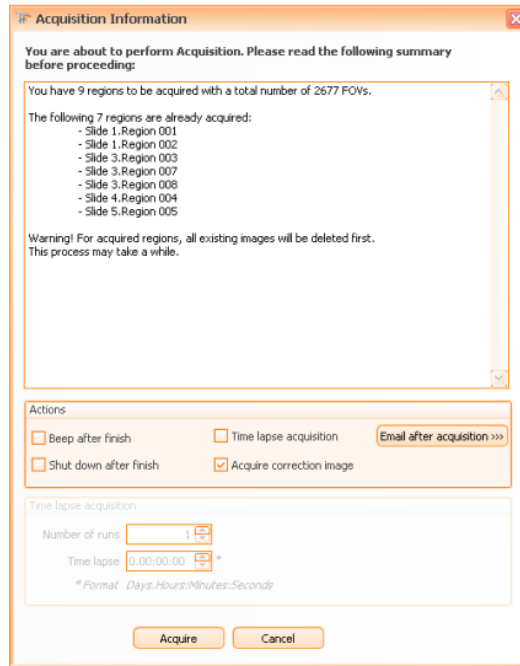 Acquisition Information
You are about to perform Acquisition. Please read the following summary
before proceeding:
You have 9 regions to be acquired with a total number of 2677 FOVs.
The following 7 regions are already acquired:
- Slide 1.Region 001
- Slide 1.Region 002
- Slide 3.Region 003
- Slide 3.Region 007
- Slide 3.Region 008
- Slide 4.Region 004
- Slide 5.Region 005
Warning! For acquired regions, all existing images will be deleted first.
This process may take a while.
Actions
Beep after finish
Time lapse acquisition
Email after acquisition >>>
Shut down after finish
Acquire correction image
Time lapse acquisition
Number of runs 1
Time lapse 0.00:00:00 *
* Format Days.Hours:Minutes:Seconds
Acquire Cancel